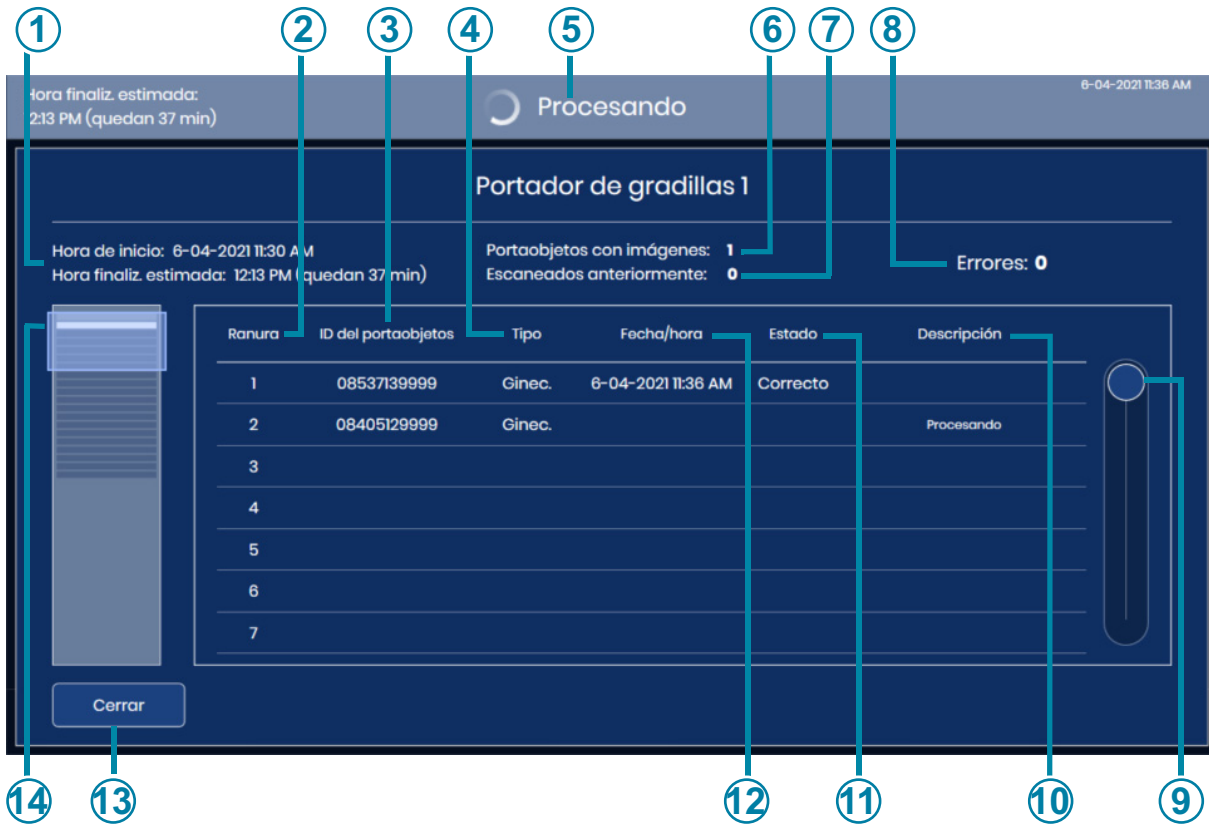 1 2 3 4 5 6 7 8
Hora finaliz. estimada:
12:13 PM (quedan 37 min)
Procesando
6-04-2021 11:36 AM
Portador de gradillas 1
Hora de inicio: 6-04-2021 11:30 AM
Hora finaliz. estimada: 12:13 PM (quedan 37 min)
Portaobjetos con imágenes: 1
Escaneados anteriormente: 0
Errores: 0
Ranura ID del portaobjetos Tipo Fecha/hora Estado Descripción
1 08537139999 Ginec. 6-04-2021 11:36 AM Correcto
2 08405129999 Ginec. Procesando
3
4
5
6
7
Cerrar
14 13 12 11 10 9